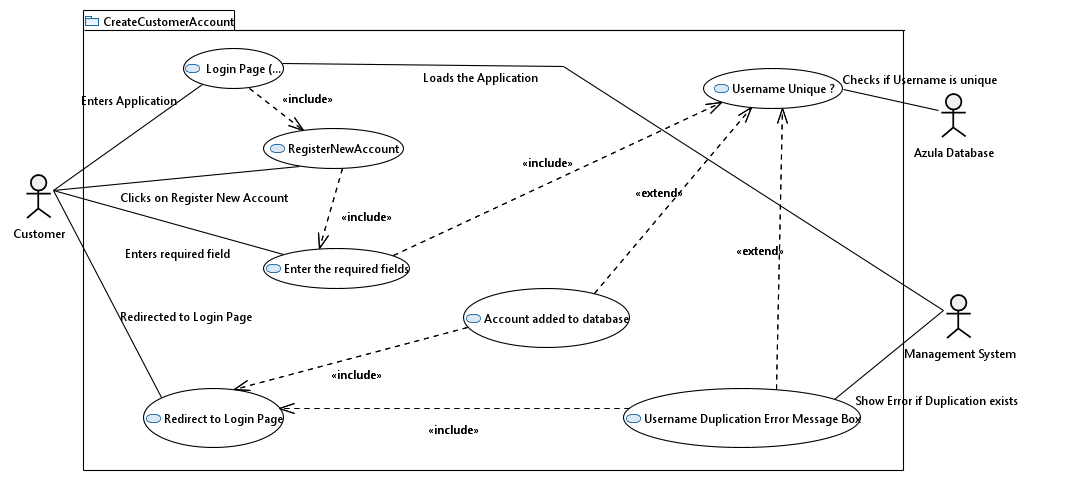 CreateCustomerAccount
Login Page (...
Loads the Application
Username Unique ?
Checks if Username is unique
Enters Application
«include»
Azula Database
RegisterNewAccount
«include»
Customer
Clicks on Register New Account
«extend»
«include»
Enters required field
«extend»
Enter the required fields
Redirected to Login Page
Account added to database
Management System
«include»
Show Error if Duplication exists
Redirect to Login Page
Username Duplication Error Message Box
«include»